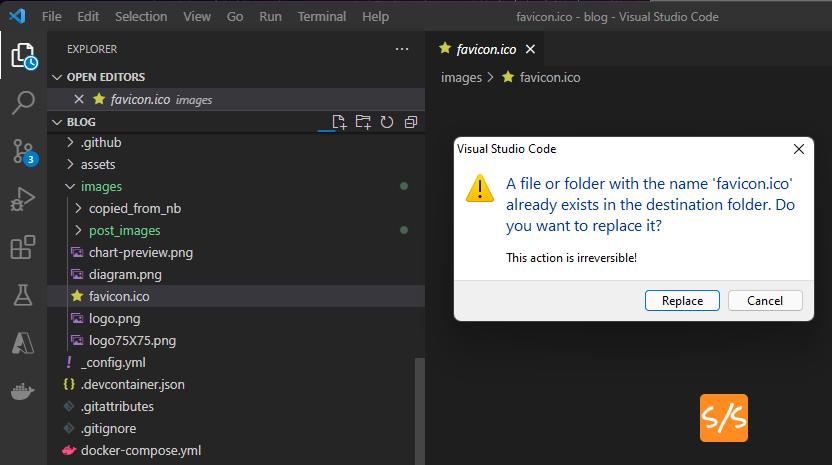 File Edit Selection View Go Run Terminal Help favicon.ico - blog - Visual Studio Code
EXPLORER ...
favicon.ico
OPEN EDITORS
favicon.ico images
images > favicon.ico
BLOG
.github
assets
images
copied_from_nb
post_images
chart-preview.png
diagram.png
favicon.ico
logo.png
logo75X75.png
_config.yml
.devcontainer.json
.gitattributes
.gitignore
docker-compose.yml
3
Visual Studio Code
A file or folder with the name 'favicon.ico'
already exists in the destination folder. Do
you want to replace it?
This action is irreversible!
Replace Cancel
S/S